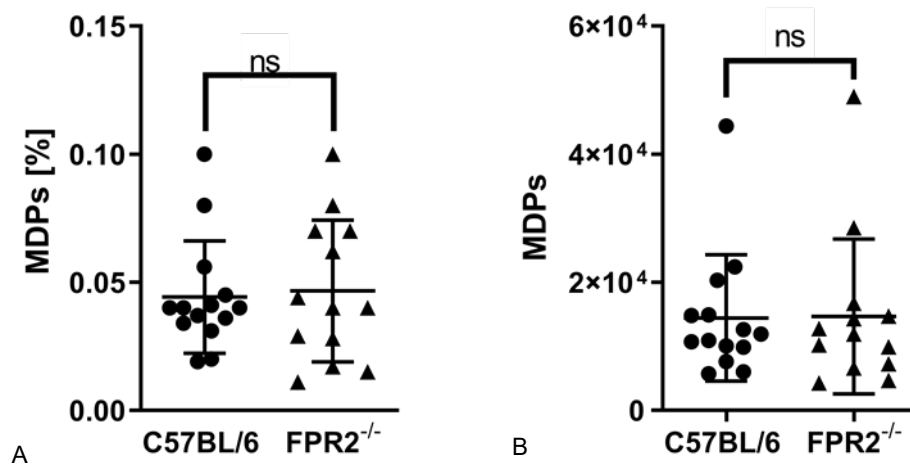 0.15
0.10
0.05
0.00
MDPs [%]
ns
C57BL/6 FPR2⁻/⁻
A
6×10⁴
4×10⁴
2×10⁴
0
MDPs
ns
C57BL/6 FPR2⁻/⁻
B